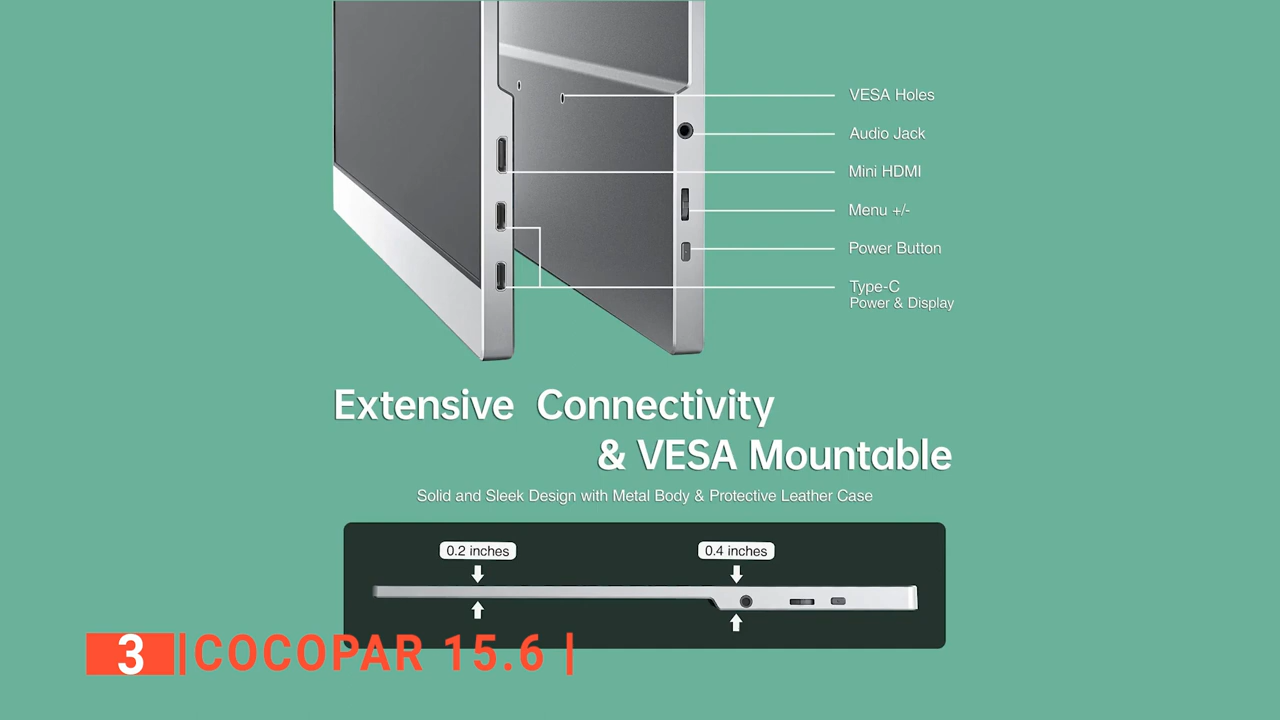 VESA Holes
Audio Jack
Mini HDMI
Menu +/-
Power Button
Type-C
Power & Display
Extensive Connectivity
& VESA Mountable
Solid and Sleek Design with Metal Body & Protective Leather Case
0.2 inches
0.4 inches
3 |COCOPAR 15.6 |